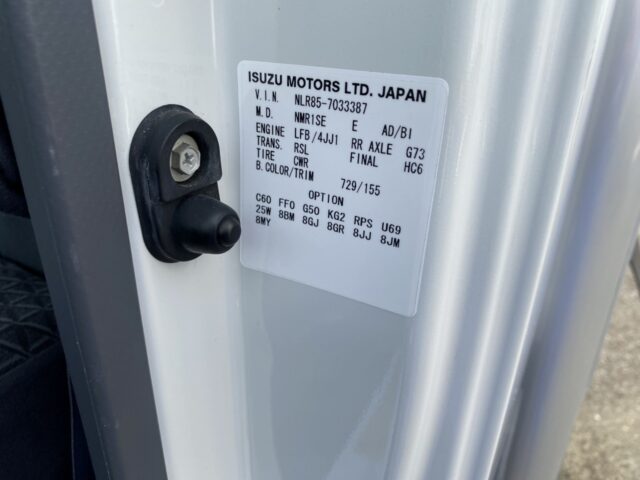 ISUZU MOTORS LTD. JAPAN
V.I.N. NLR85-7033387
M.D. NMR1SE E AD/BI
ENGINE LFB/4JJ1 RR AXLE G73
TRANS. RSL FINAL HC6
TIRE CWR
B.COLOR/TRIM 729/155
OPTION
C60 FF0 G50 KG2 RPS U69
25W 8BM 8GJ 8GR 8JJ 8JM
8MY